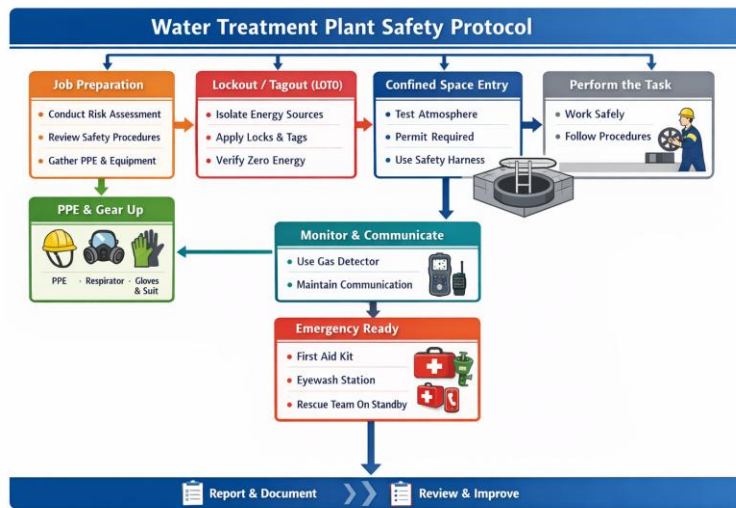 Water Treatment Plant Safety Protocol
Job Preparation
• Conduct Risk Assessment
• Review Safety Procedures
• Gather PPE & Equipment
Lockout / Tagout (LOTO)
• Isolate Energy Sources
• Apply Locks & Tags
• Verify Zero Energy
Confined Space Entry
• Test Atmosphere
• Permit Required
• Use Safety Harness
Perform the Task
• Work Safely
• Follow Procedures
PPE & Gear Up
PPE
· Respirator
· Gloves
& Suit
Monitor & Communicate
• Use Gas Detector
• Maintain Communication
Emergency Ready
• First Aid Kit
• Eyewash Station
• Rescue Team On Standby
Report & Document
Review & Improve